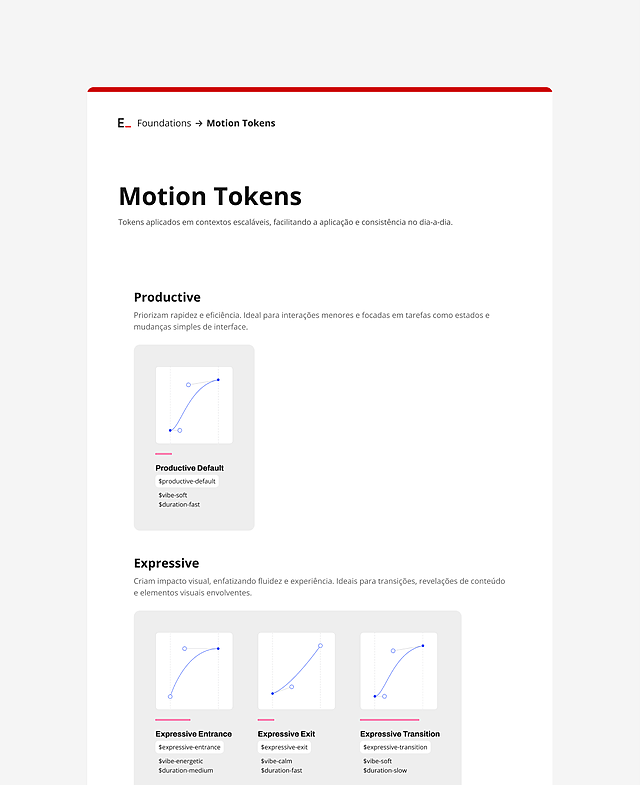 E_ Foundations → Motion Tokens
Motion Tokens
Tokens aplicados em contextos escaláveis, facilitando a aplicação e consistência no dia-a-dia.
Productive
Priorizam rapidez e eficiência. Ideal para interações menores e focadas em tarefas como estados e
mudanças simples de interface.
Productive Default
$productive-default
$vibe-soft
$duration-fast
Expressive
Criam impacto visual, enfatizando fluidez e experiência. Ideais para transições, revelações de conteúdo
e elementos visuais envolventes.
Expressive Entrance
$expressive-entrance
$vibe-energetic
$duration-medium
Expressive Exit
$expressive-exit
$vibe-calm
$duration-fast
Expressive Transition
$expressive-transition
$vibe-soft
$duration-slow